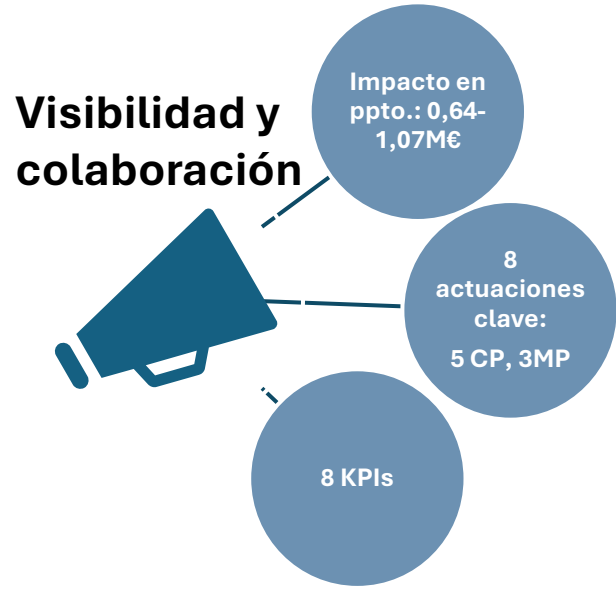 Visibilidad y
colaboración
Impacto en
ppto.: 0,64-
1,07M€
8
actuaciones
clave:
5 CP, 3MP
8 KPIs